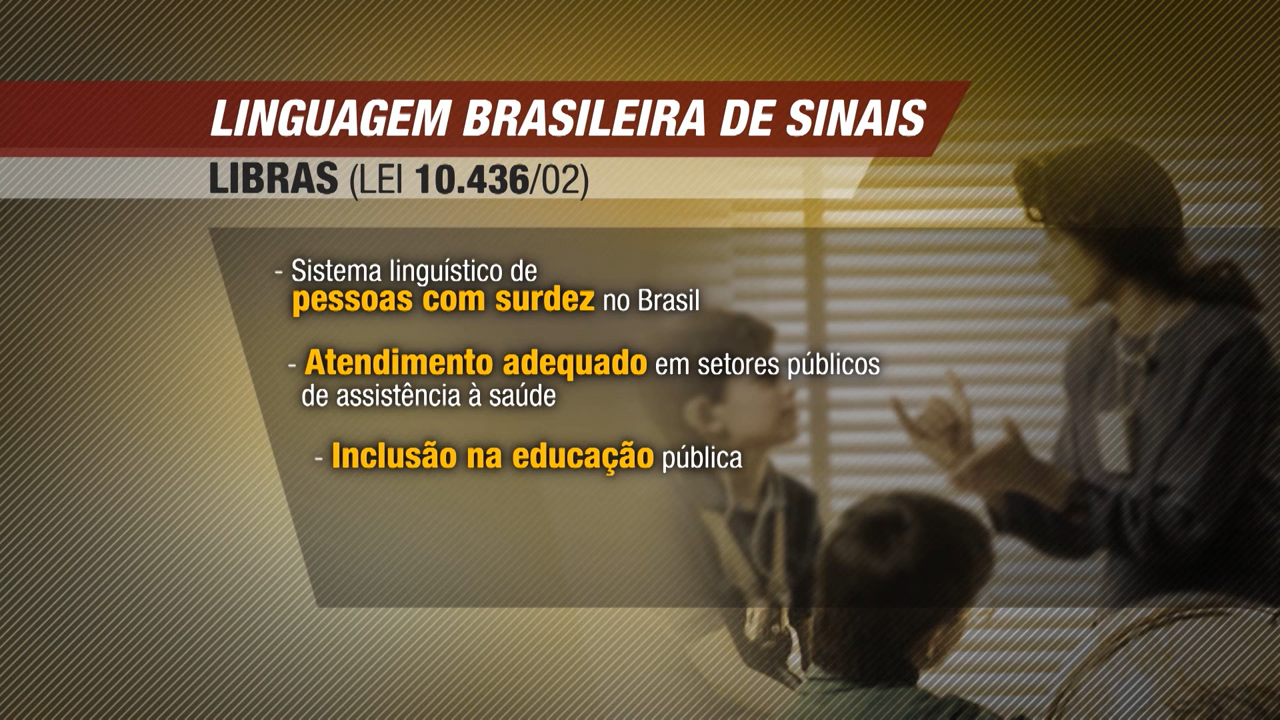 LINGUAGEM BRASILEIRA DE SINAIS
LIBRAS (LEI 10.436/02)
- Sistema linguístico de
pessoas com surdez no Brasil
- Atendimento adequado em setores públicos
de assistência à saúde
- Inclusão na educação pública